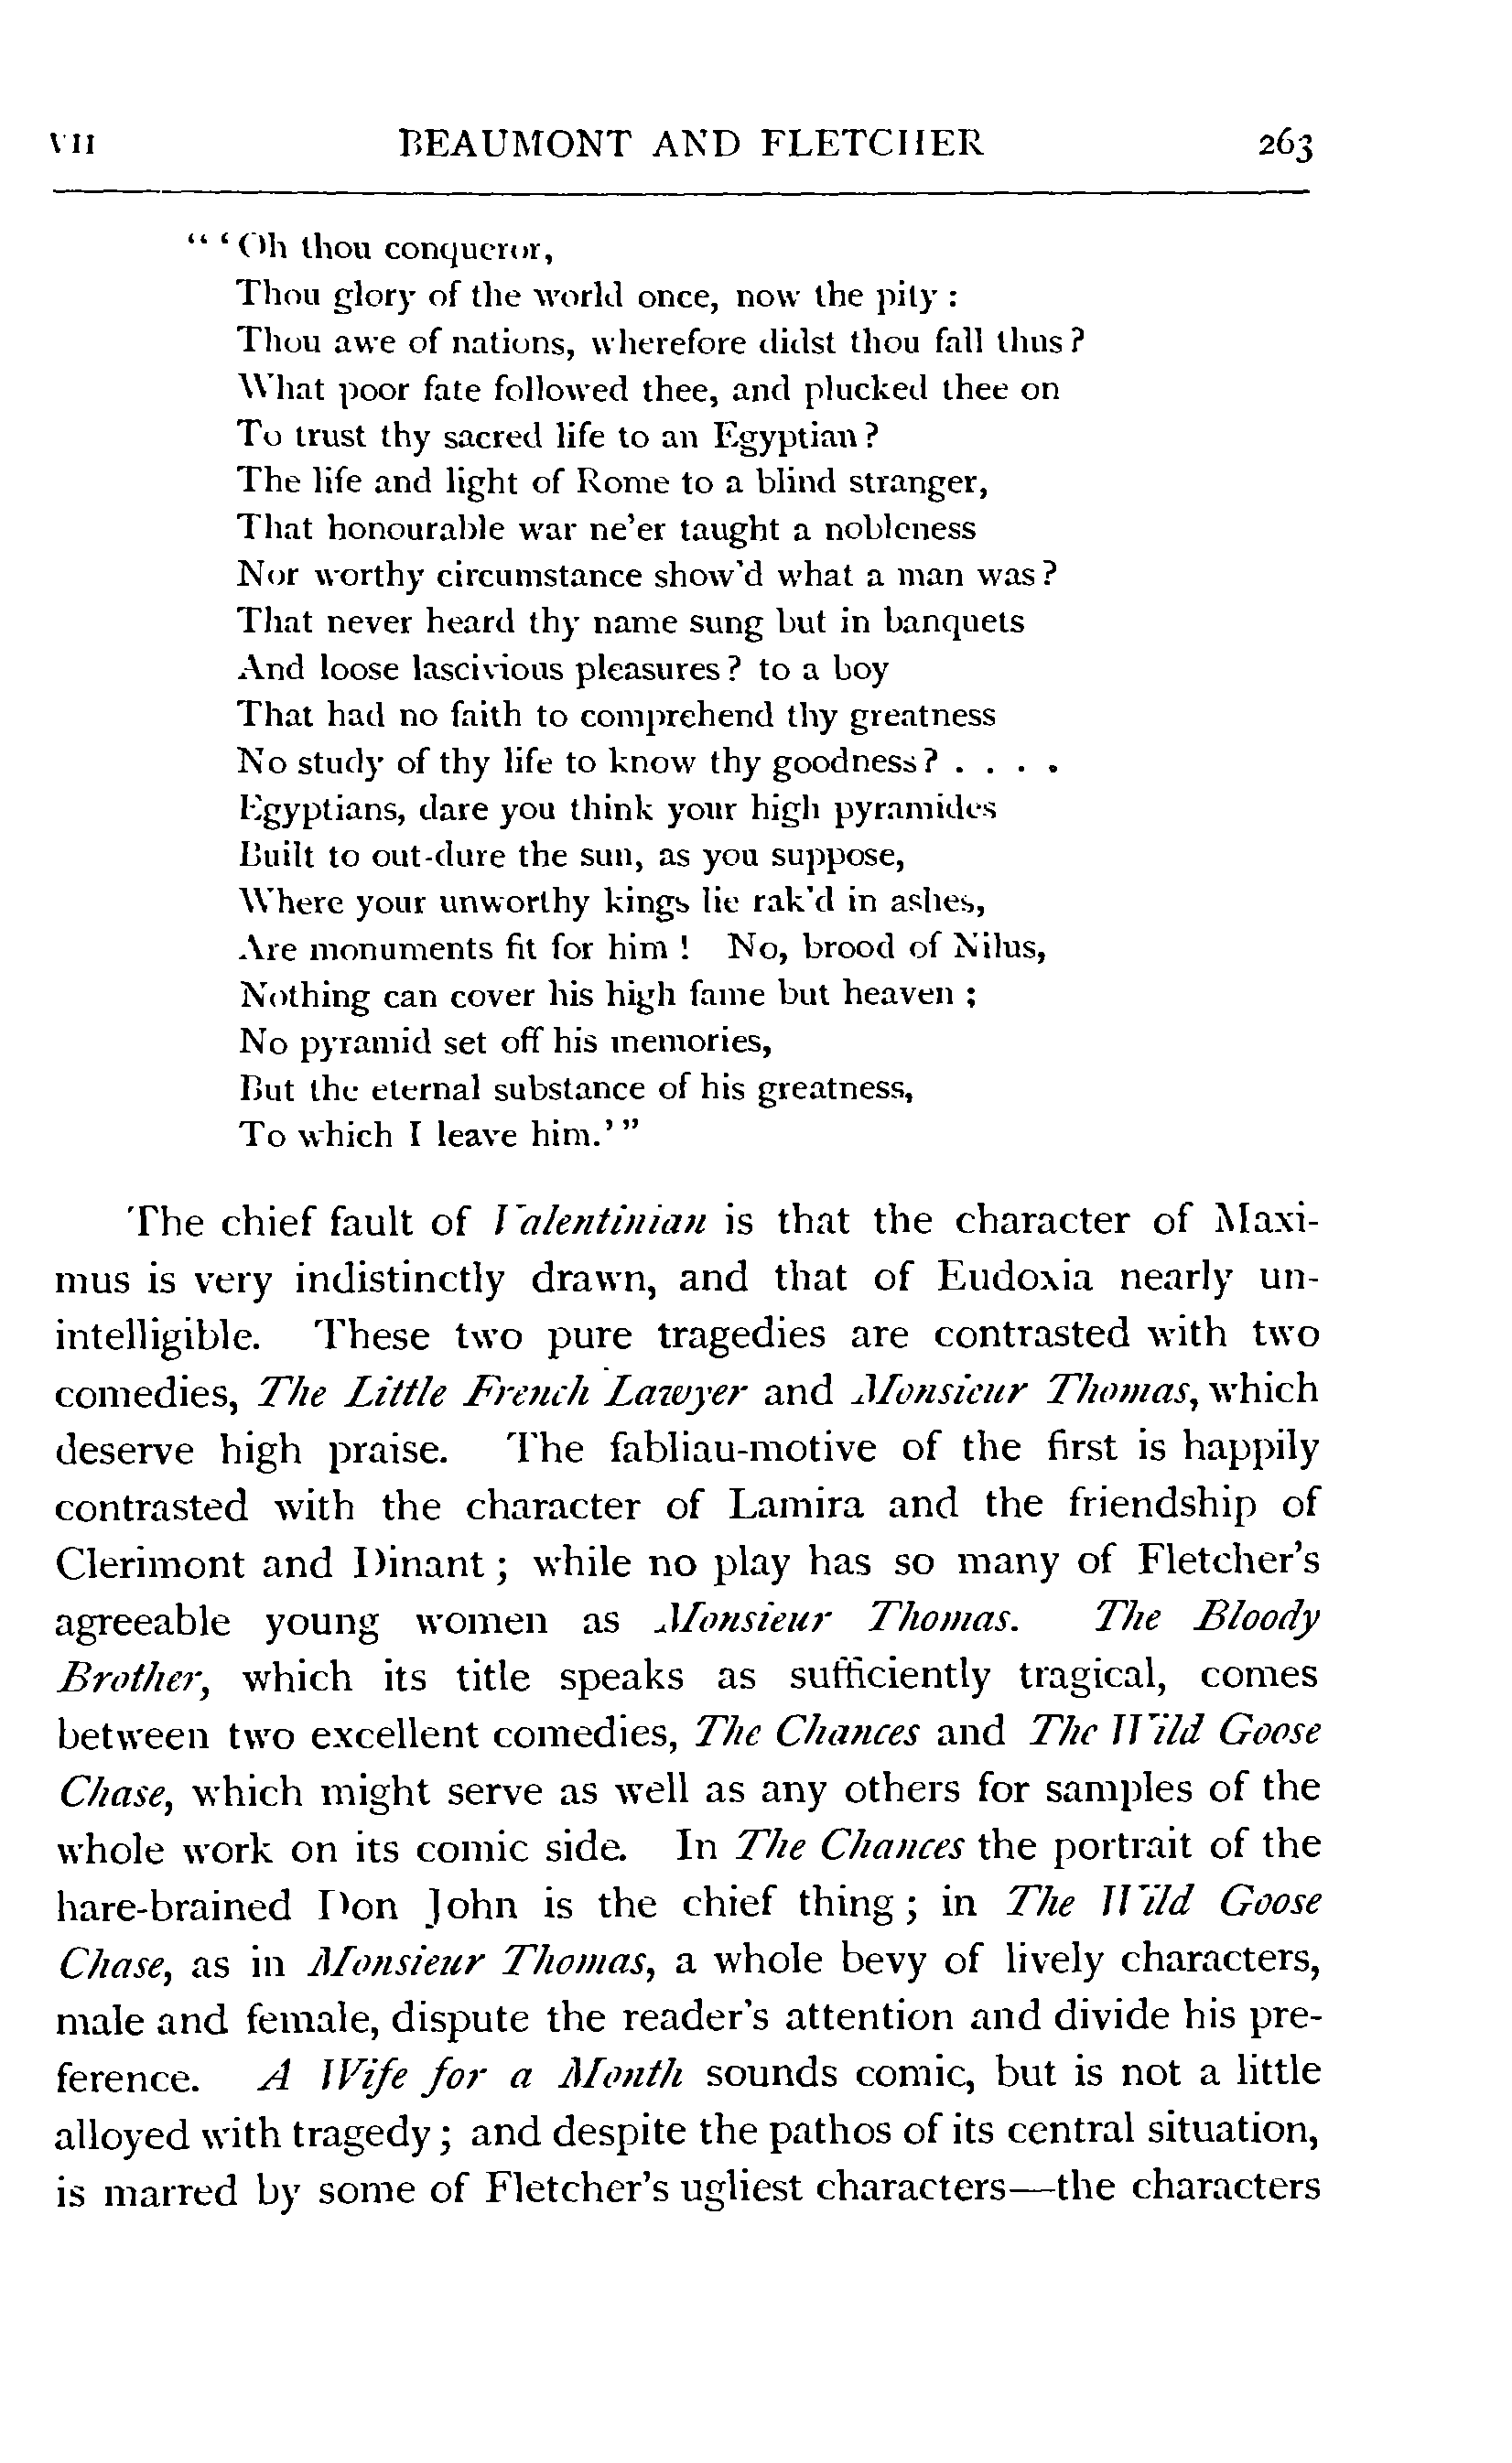 VII BEAUMONT AND FLETCHER 263
“ ‘Oh thou conqueror,
Thou glory of the world once, now the pity :
Thou awe of nations, wherefore didst thou fall thus?
What poor fate followed thee, and plucked thee on
To trust thy sacred life to an Egyptian?
The life and light of Rome to a blind stranger,
That honourable war ne’er taught a nobleness
Nor worthy circumstance show’d what a man was?
That never heard thy name sung but in banquets
And loose lascivious pleasures? to a boy
That had no faith to comprehend thy greatness
No study of thy life to know thy goodness? . . . .
Egyptians, dare you think your high pyramides
Built to out-dure the sun, as you suppose,
Where your unworthy kings lie rak’d in ashes,
Are monuments fit for him ! No, brood of Nilus,
Nothing can cover his high fame but heaven ;
No pyramid set off his memories,
But the eternal substance of his greatness,
To which I leave him.’ ”
The chief fault of Valentinian is that the character of Maxi-
mus is very indistinctly drawn, and that of Eudoxia nearly un-
intelligible. These two pure tragedies are contrasted with two
comedies, The Little French Lawyer and Monsieur Thomas, which
deserve high praise. The fabliau-motive of the first is happily
contrasted with the character of Lamira and the friendship of
Clerimont and Dinant ; while no play has so many of Fletcher’s
agreeable young women as Monsieur Thomas. The Bloody
Brother, which its title speaks as sufficiently tragical, comes
between two excellent comedies, The Chances and The Wild Goose
Chase, which might serve as well as any others for samples of the
whole work on its comic side. In The Chances the portrait of the
hare-brained Don John is the chief thing ; in The Wild Goose
Chase, as in Monsieur Thomas, a whole bevy of lively characters,
male and female, dispute the reader’s attention and divide his pre-
ference. A Wife for a Month sounds comic, but is not a little
alloyed with tragedy ; and despite the pathos of its central situation,
is marred by some of Fletcher’s ugliest characters—the characters